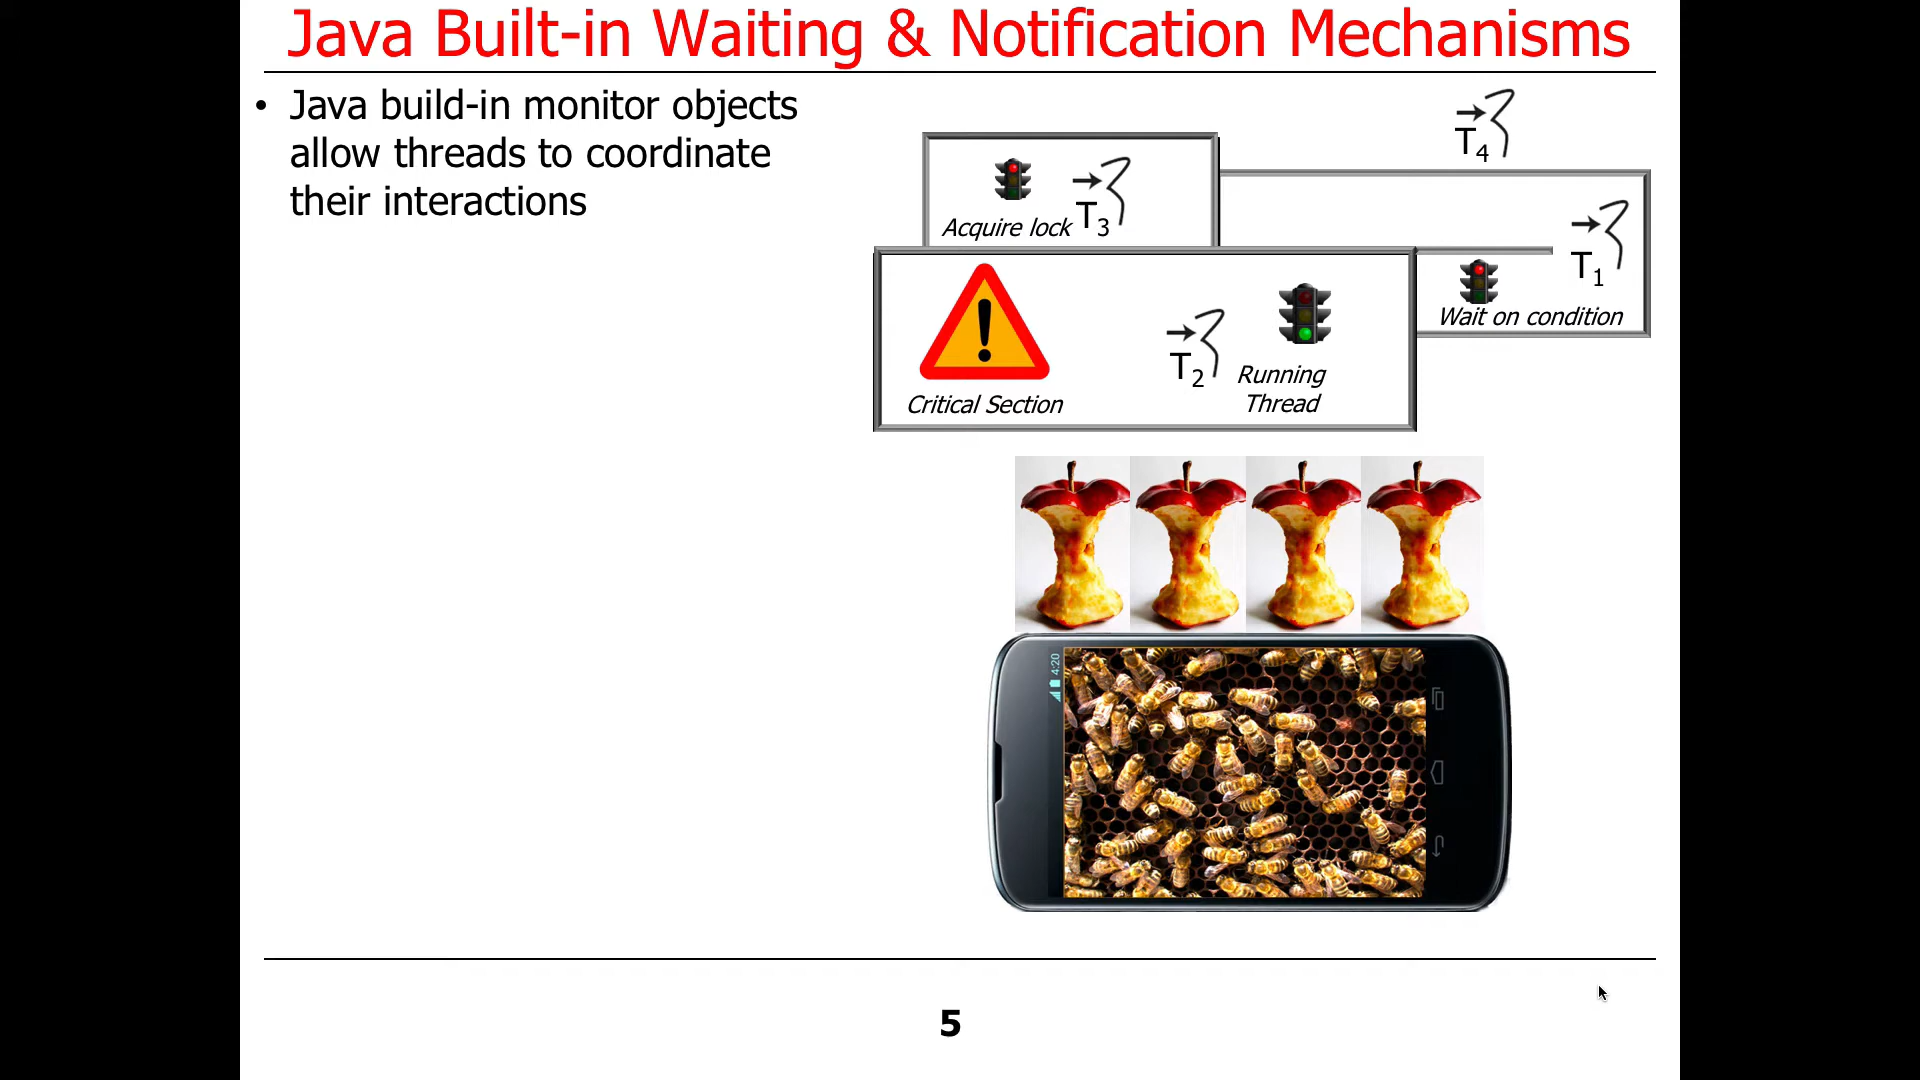 Java Built-in Waiting & Notification Mechanisms
• Java build-in monitor objects
allow threads to coordinate
their interactions
T4
T3
Acquire lock
T1
Wait on condition
T2
Running
Thread
Critical Section
4:20
5